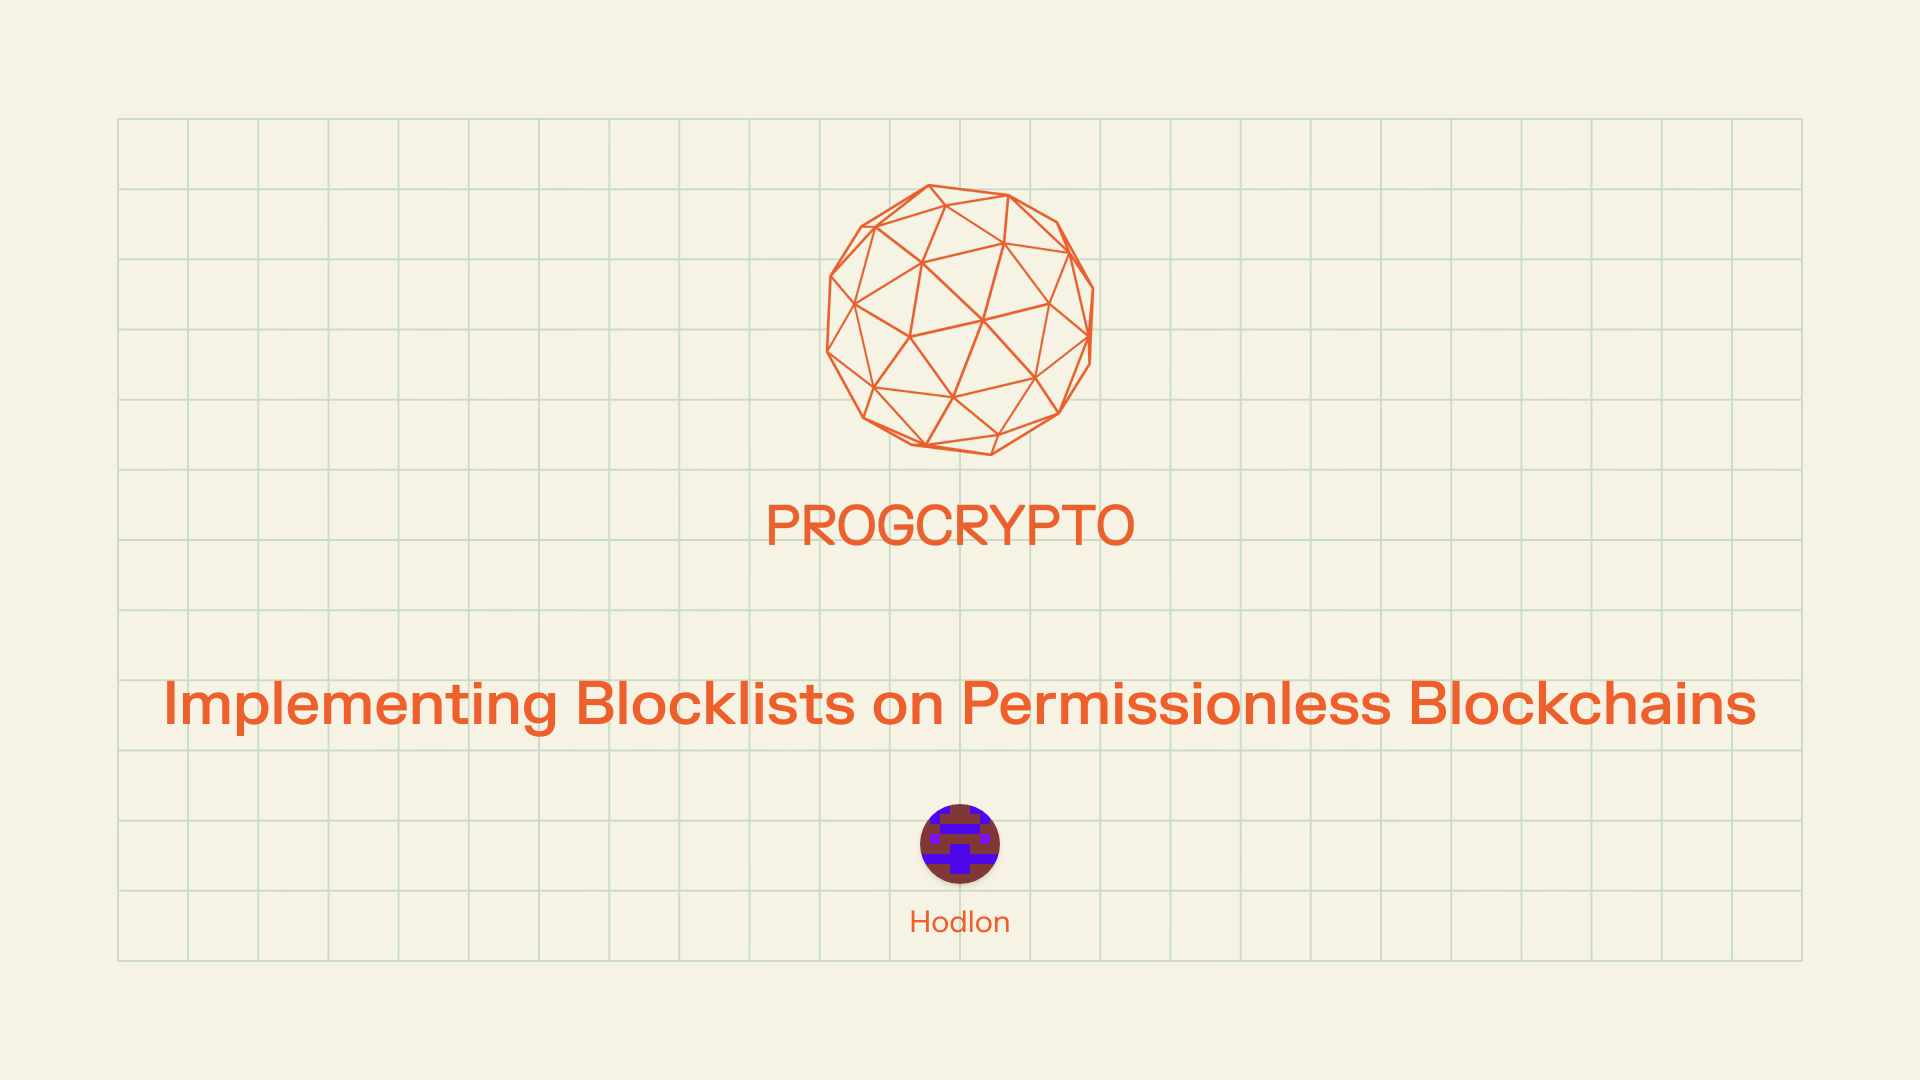 PROGCRYPTO
Implementing Blocklists on Permissionless Blockchains
Hodlon